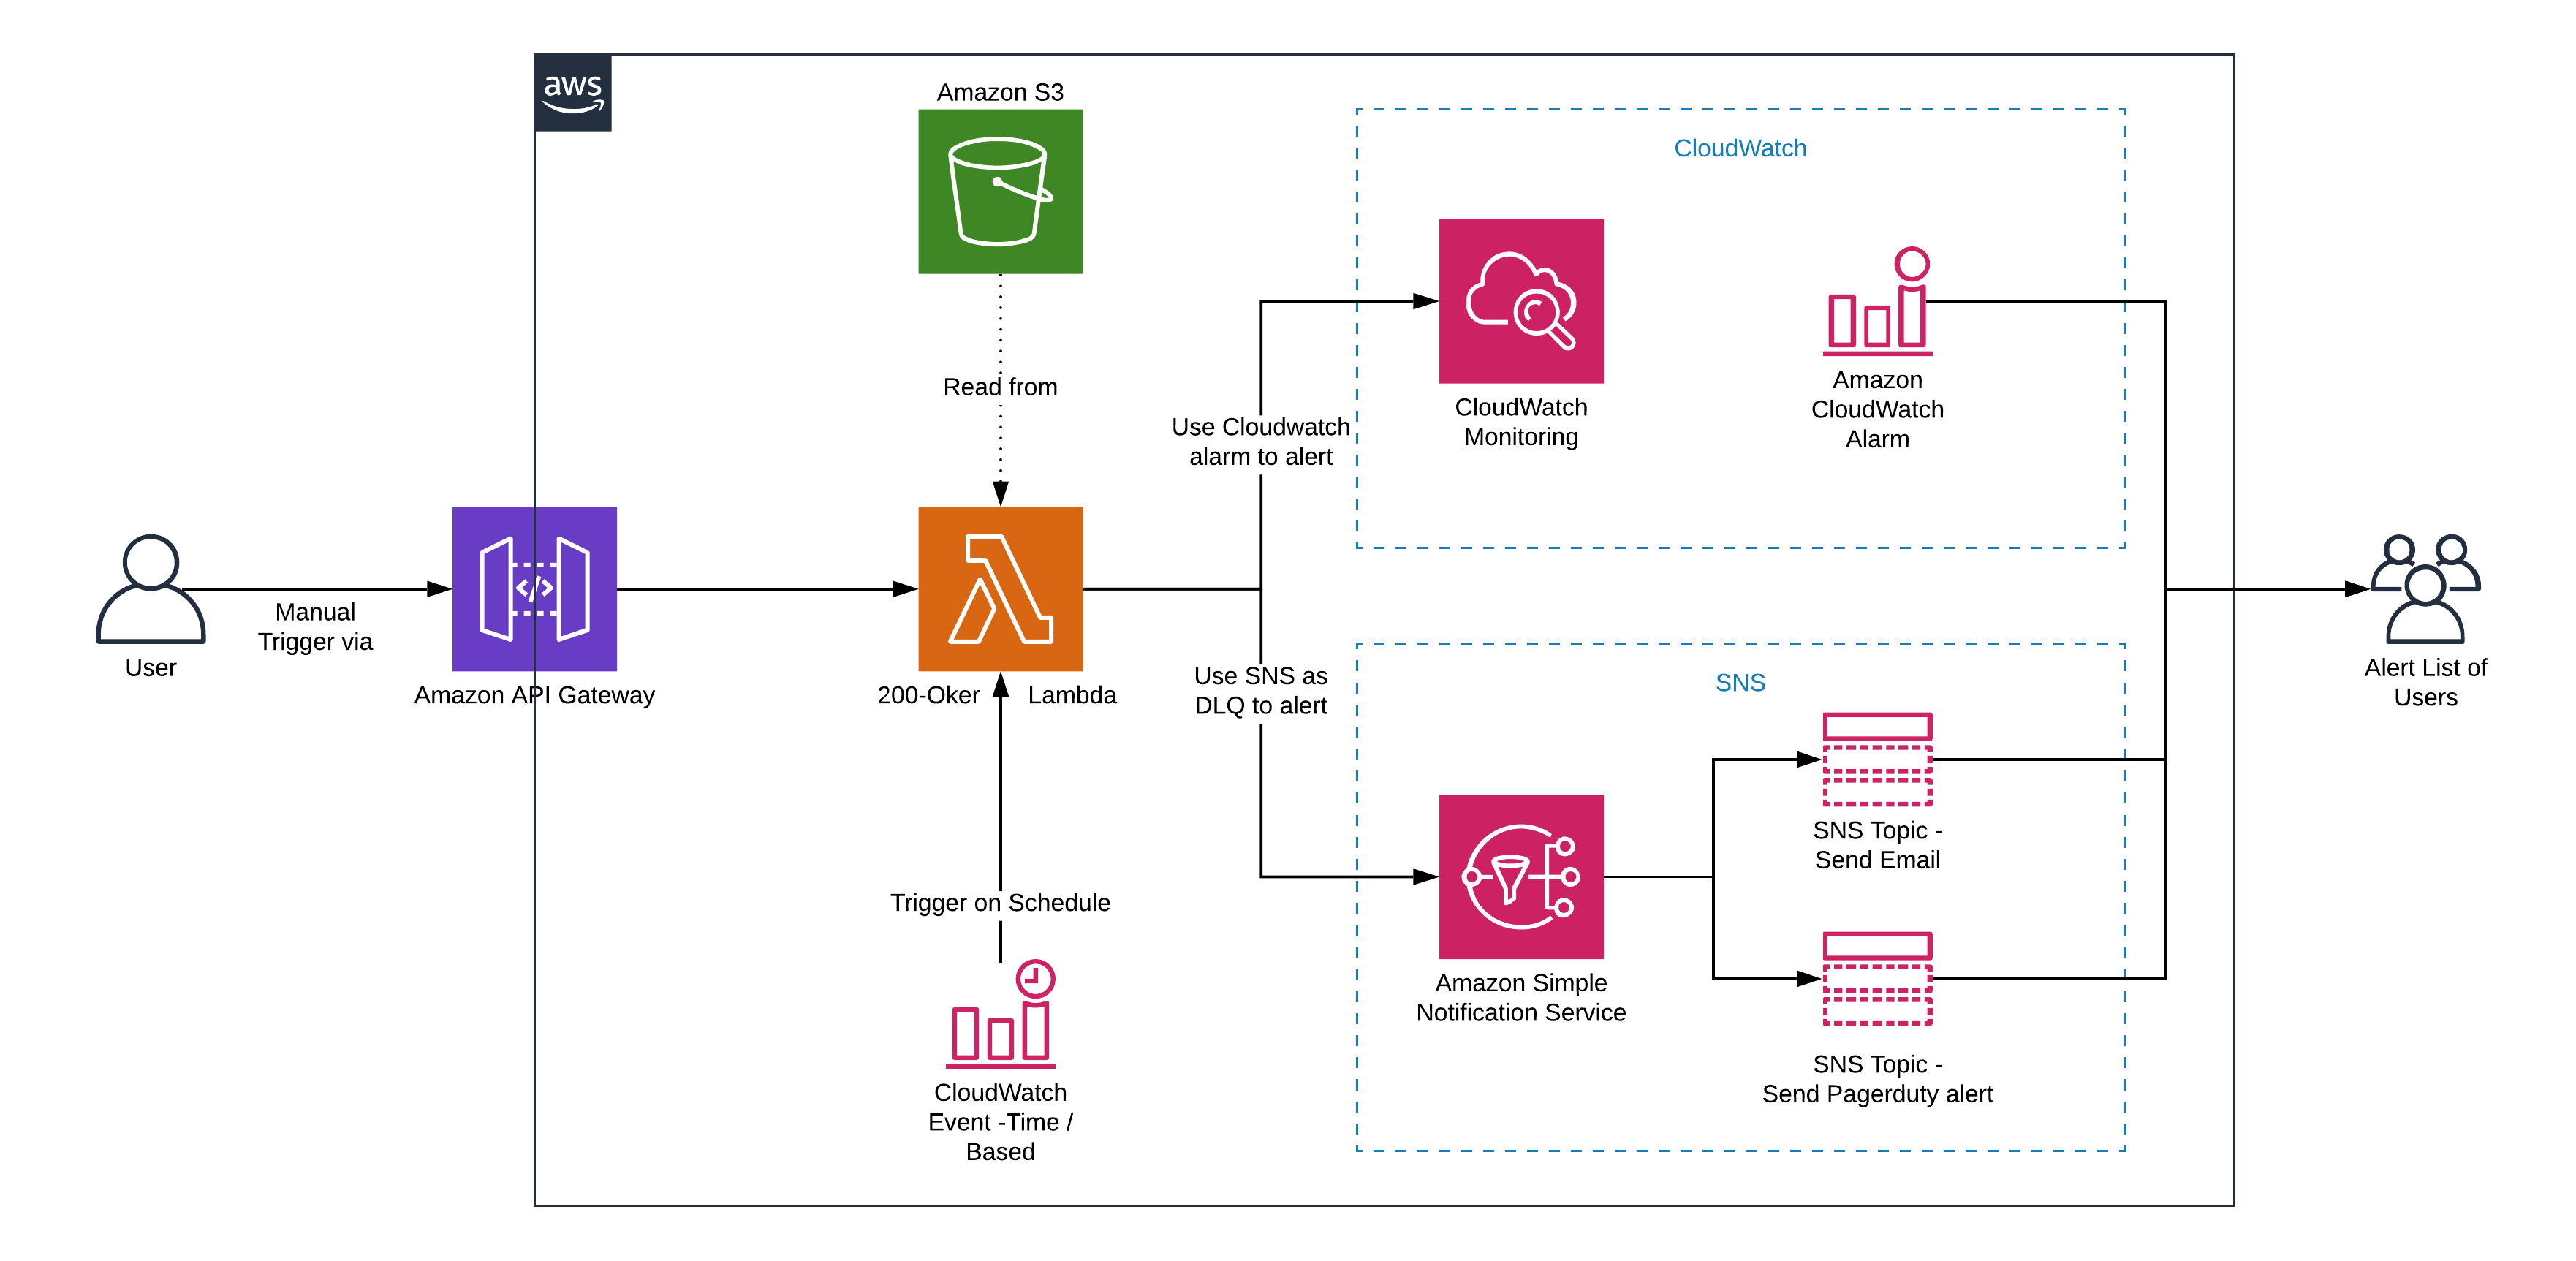 aws
Amazon S3
CloudWatch
Read from
Amazon
CloudWatch
Alarm
CloudWatch
Monitoring
Use Cloudwatch
alarm to alert
Manual
Trigger via
User
Amazon API Gateway
200-Oker Lambda
Use SNS as
DLQ to alert
SNS
Alert List of
Users
SNS Topic -
Send Email
Trigger on Schedule
Amazon Simple
Notification Service
SNS Topic -
Send Pagerduty alert
CloudWatch
Event -Time /
Based